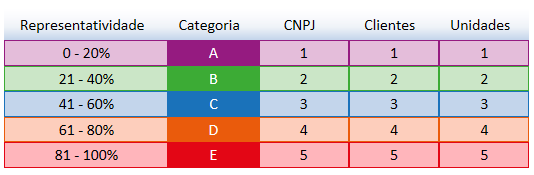 Representatividade Categoria CNPJ Clientes Unidades
0 - 20% A 1 1 1
21 - 40% B 2 2 2
41 - 60% C 3 3 3
61 - 80% D 4 4 4
81 - 100% E 5 5 5